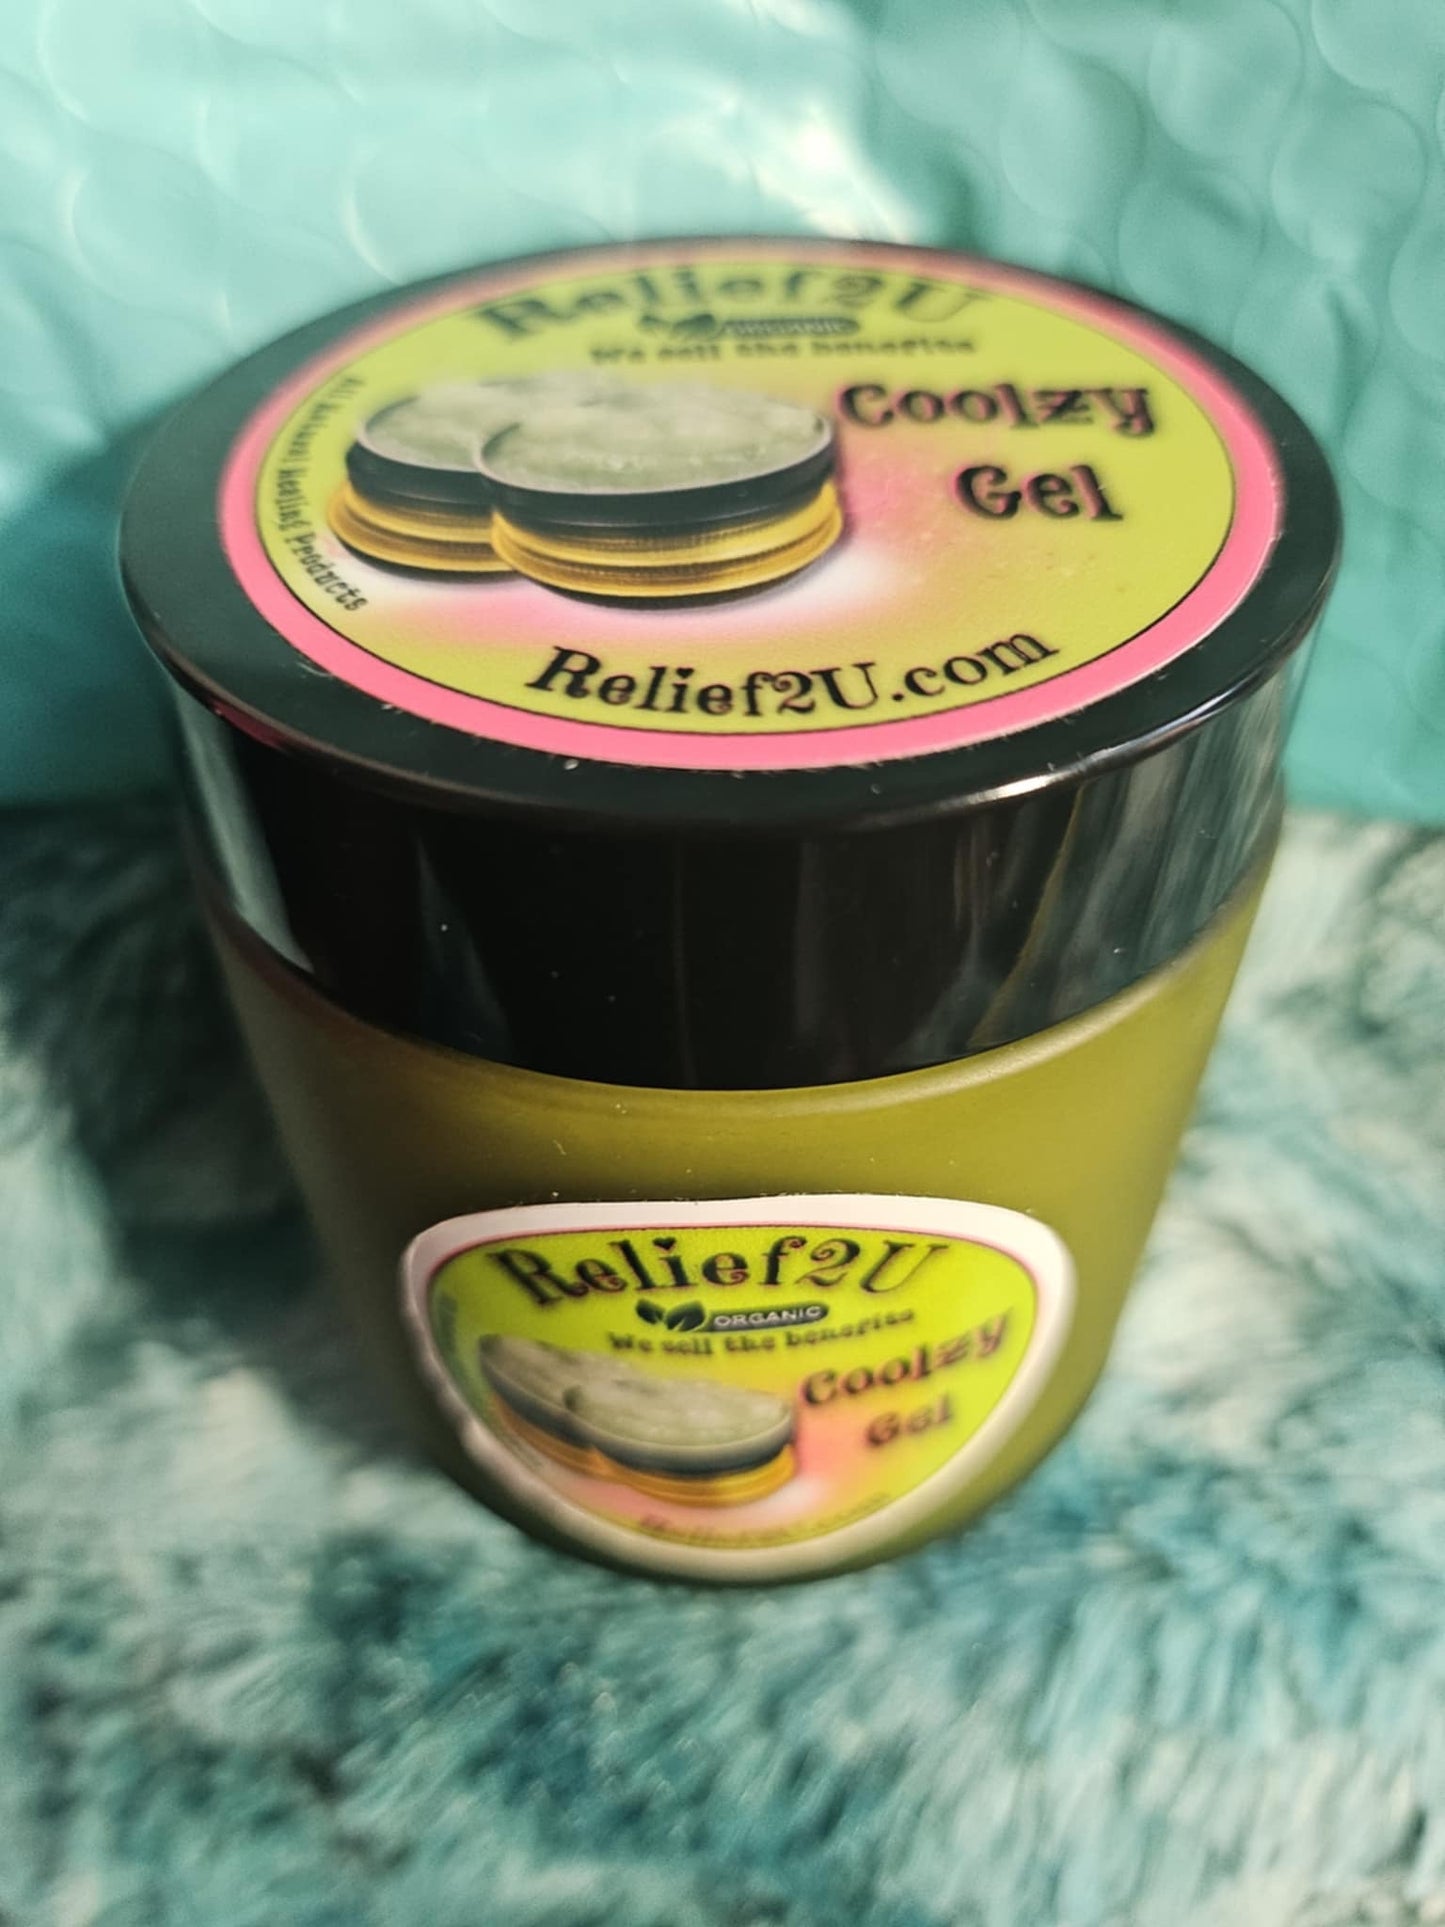 Relief2U
ORGANIC
We sell the benefits
Coolzy
Gel
All Natural Healing Products
Relief2U.com
Relief2U
ORGANIC
We sell the benefits
Coolzy
Gel